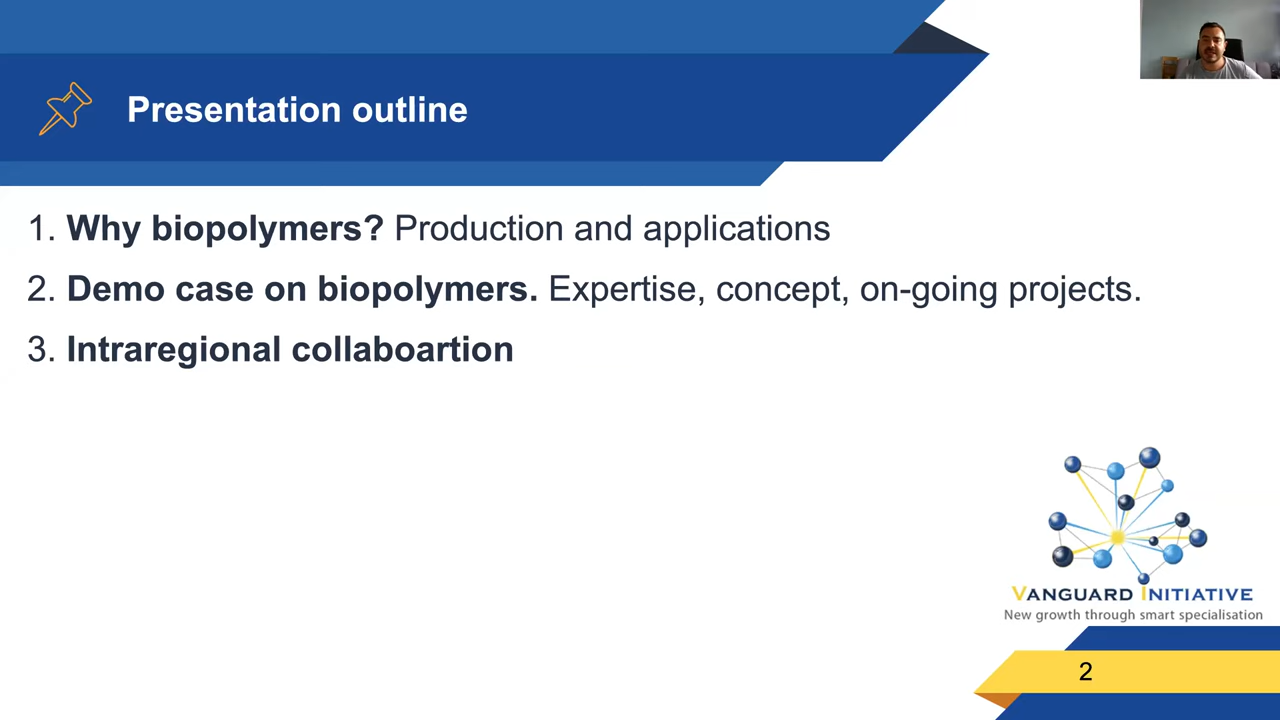 Presentation outline
1. Why biopolymers? Production and applications
2. Demo case on biopolymers. Expertise, concept, on-going projects.
3. Intraregional collaboartion
VANGUARD INITIATIVE
New growth through smart specialisation
2